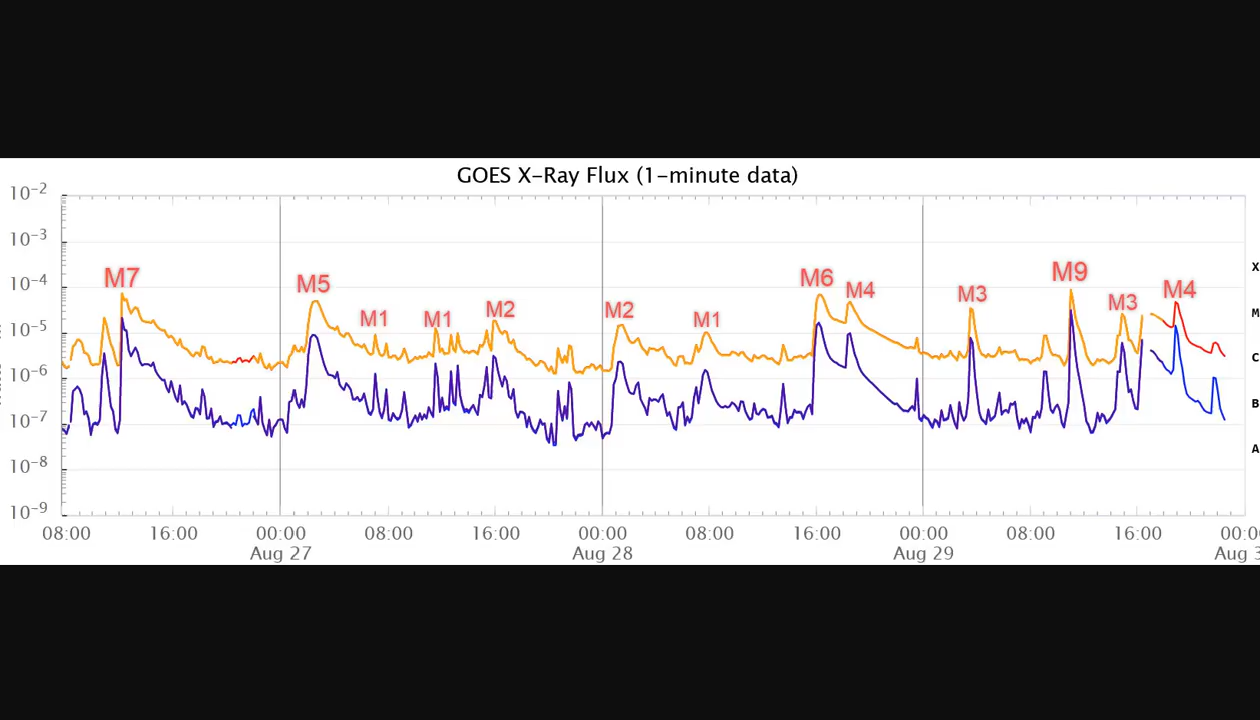 GOES X-Ray Flux (1-minute data)
10⁻²
10⁻³
10⁻⁴
10⁻⁵
10⁻⁶
10⁻⁷
10⁻⁸
10⁻⁹
M7
M5
M1
M1
M2
M2
M1
M6
M4
M3
M9
M3
M4
X
M
C
B
A
08:00 16:00 00:00 08:00 16:00 00:00 08:00 16:00 00:00 08:00 16:00 00:0
Aug 27 Aug 28 Aug 29 Aug 3